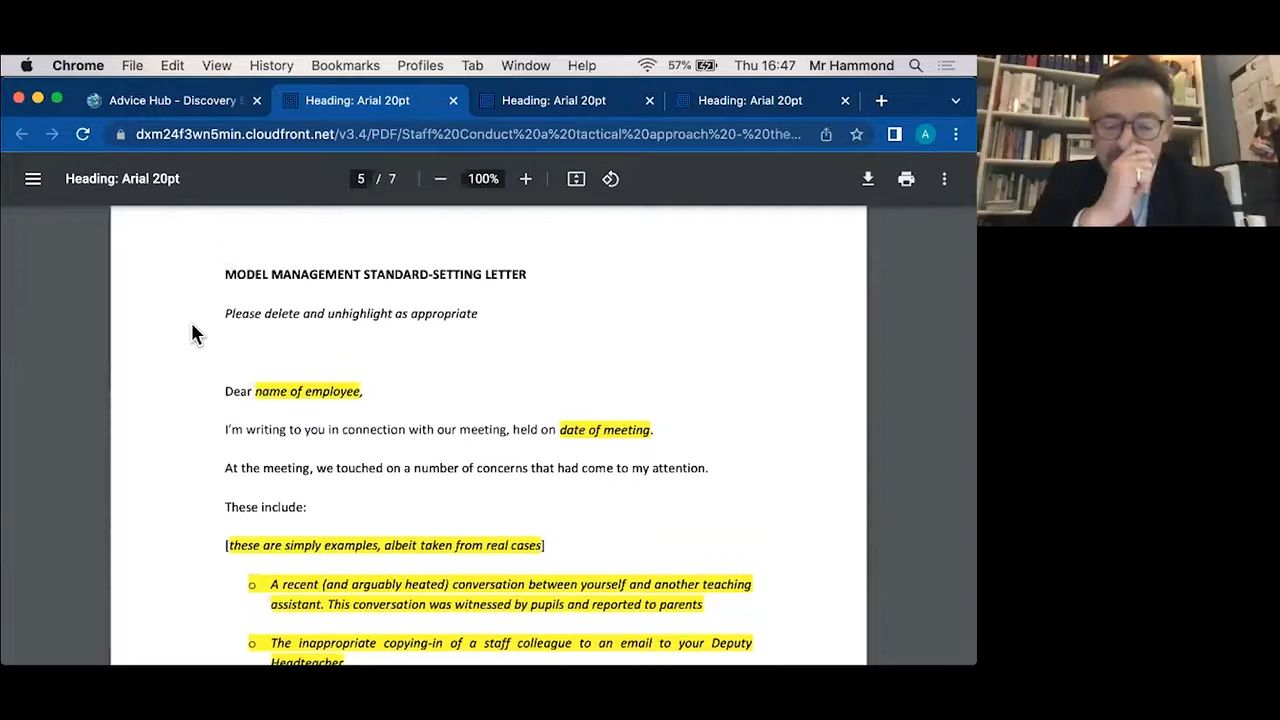 Chrome File Edit View History Bookmarks Profiles Tab Window Help 57% Thu 16:47 Mr Hammond
Advice Hub - Discovery E Heading: Arial 20pt Heading: Arial 20pt Heading: Arial 20pt
dxm24f3wn5min.cloudfront.net/v3.4/PDF/Staff%20Conduct%20a%20tactical%20approach%20-%20the... A
Heading: Arial 20pt 5 / 7 100%
MODEL MANAGEMENT STANDARD-SETTING LETTER
Please delete and unhighlight as appropriate
Dear name of employee,
I'm writing to you in connection with our meeting, held on date of meeting.
At the meeting, we touched on a number of concerns that had come to my attention.
These include:
[these are simply examples, albeit taken from real cases]
o A recent (and arguably heated) conversation between yourself and another teaching
assistant. This conversation was witnessed by pupils and reported to parents
o The inappropriate copying-in of a staff colleague to an email to your Deputy
Headteacher